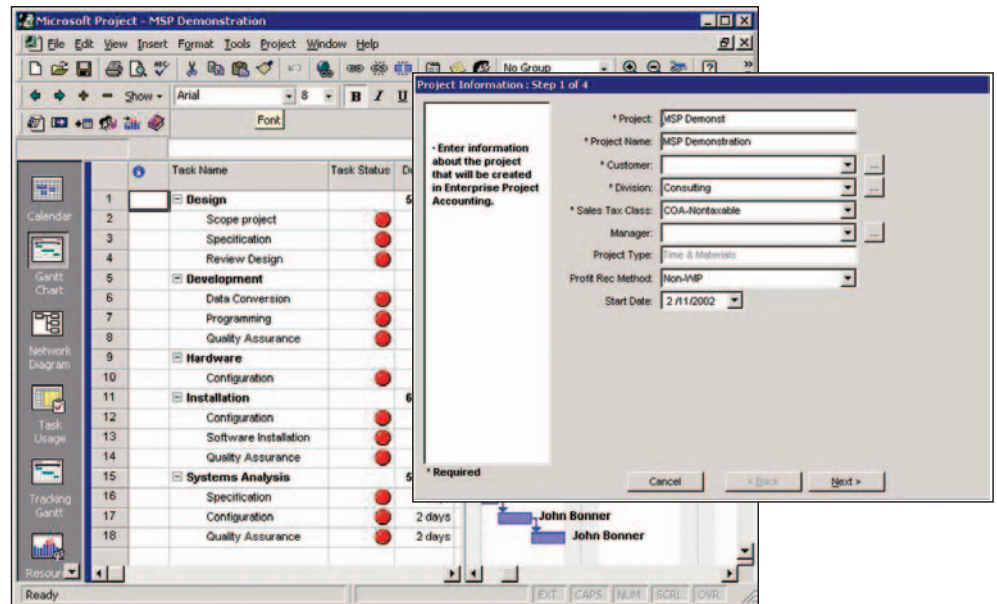 Microsoft Project - MSP Demonstration
File Edit View Insert Format Tools Project Window Help
No Group
Show Arial 8 B I U
Font
Task Name Task Status Du
1 Design 5
2 Scope project
3 Specification
4 Review Design
5 Development
6 Data Conversion
7 Programming
8 Quality Assurance
9 Hardware
10 Configuration
11 Installation 6
12 Configuration
13 Software Installation
14 Quality Assurance
15 Systems Analysis 5
16 Specification
17 Configuration 2 days John Bonner
18 Quality Assurance 2 days John Bonner
Calendar
Gantt
Chart
Network
Diagram
Task
Usage
Tracking
Gantt
Resour
Ready EXT CAPS NUM SCRL OVR
Project Information : Step 1 of 4
- Enter information
about the project
that will be created
in Enterprise Project
Accounting.
* Required
* Project: MSP Demonst
* Project Name: MSP Demonstration
* Customer: ...
* Division: Consulting ...
* Sales Tax Class: COA-Nontaxable
Manager: ...
Project Type: Time & Materials
Profit Rec Method: Non-WIP
Start Date: 2 /11/2002
Cancel < Back Next >